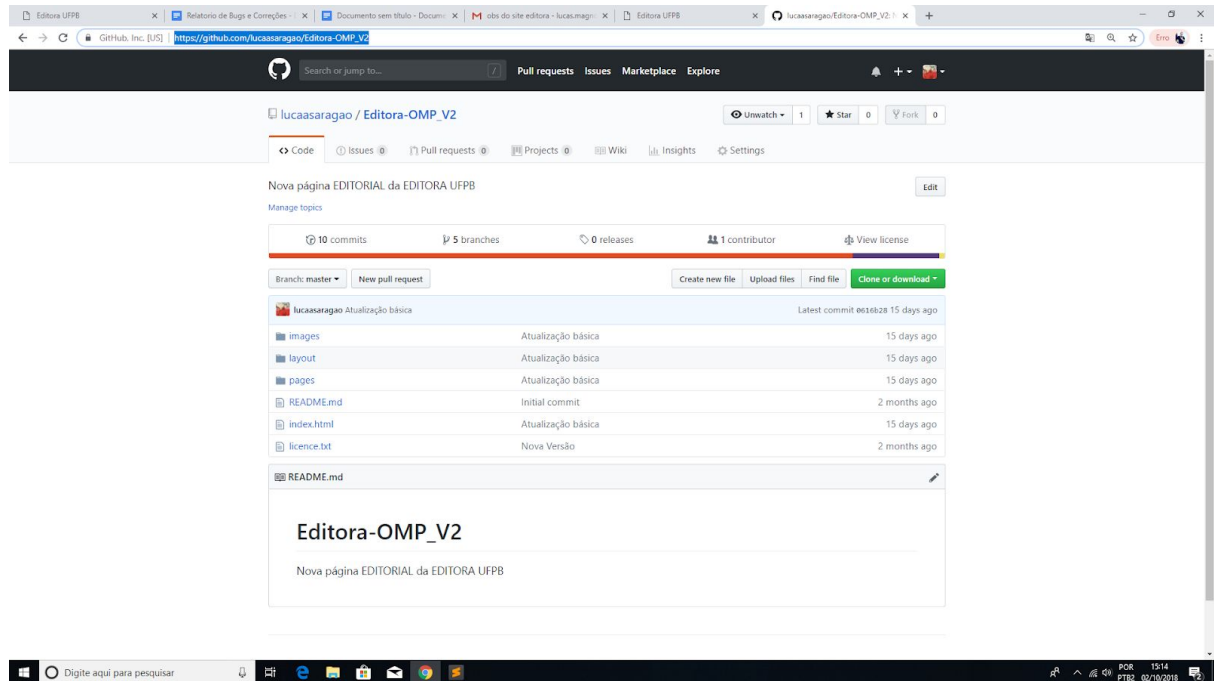 Editora UFPB Relatorio de Bugs e Correções - Documento sem título - Docume obs do site editora - lucas.magn Editora UFPB lucaasaragao/Editora-OMP_V2: N
GitHub, Inc. [US] | https://github.com/lucaasaragao/Editora-OMP_V2 Erro
Search or jump to... / Pull requests Issues Marketplace Explore
lucaasaragao / Editora-OMP_V2 Unwatch 1 Star 0 Fork 0
Code Issues 0 Pull requests 0 Projects 0 Wiki Insights Settings
Nova página EDITORIAL da EDITORA UFPB Edit
Manage topics
10 commits 5 branches 0 releases 1 contributor View license
Branch: master New pull request Create new file Upload files Find file Clone or download
lucaasaragao Atualização básica Latest commit 0616b28 15 days ago
images Atualização básica 15 days ago
layout Atualização básica 15 days ago
pages Atualização básica 15 days ago
README.md Initial commit 2 months ago
index.html Atualização básica 15 days ago
licence.txt Nova Versão 2 months ago
README.md
Editora-OMP_V2
Nova página EDITORIAL da EDITORA UFPB
Digite aqui para pesquisar POR 15:14
PTB2 02/10/2018 2